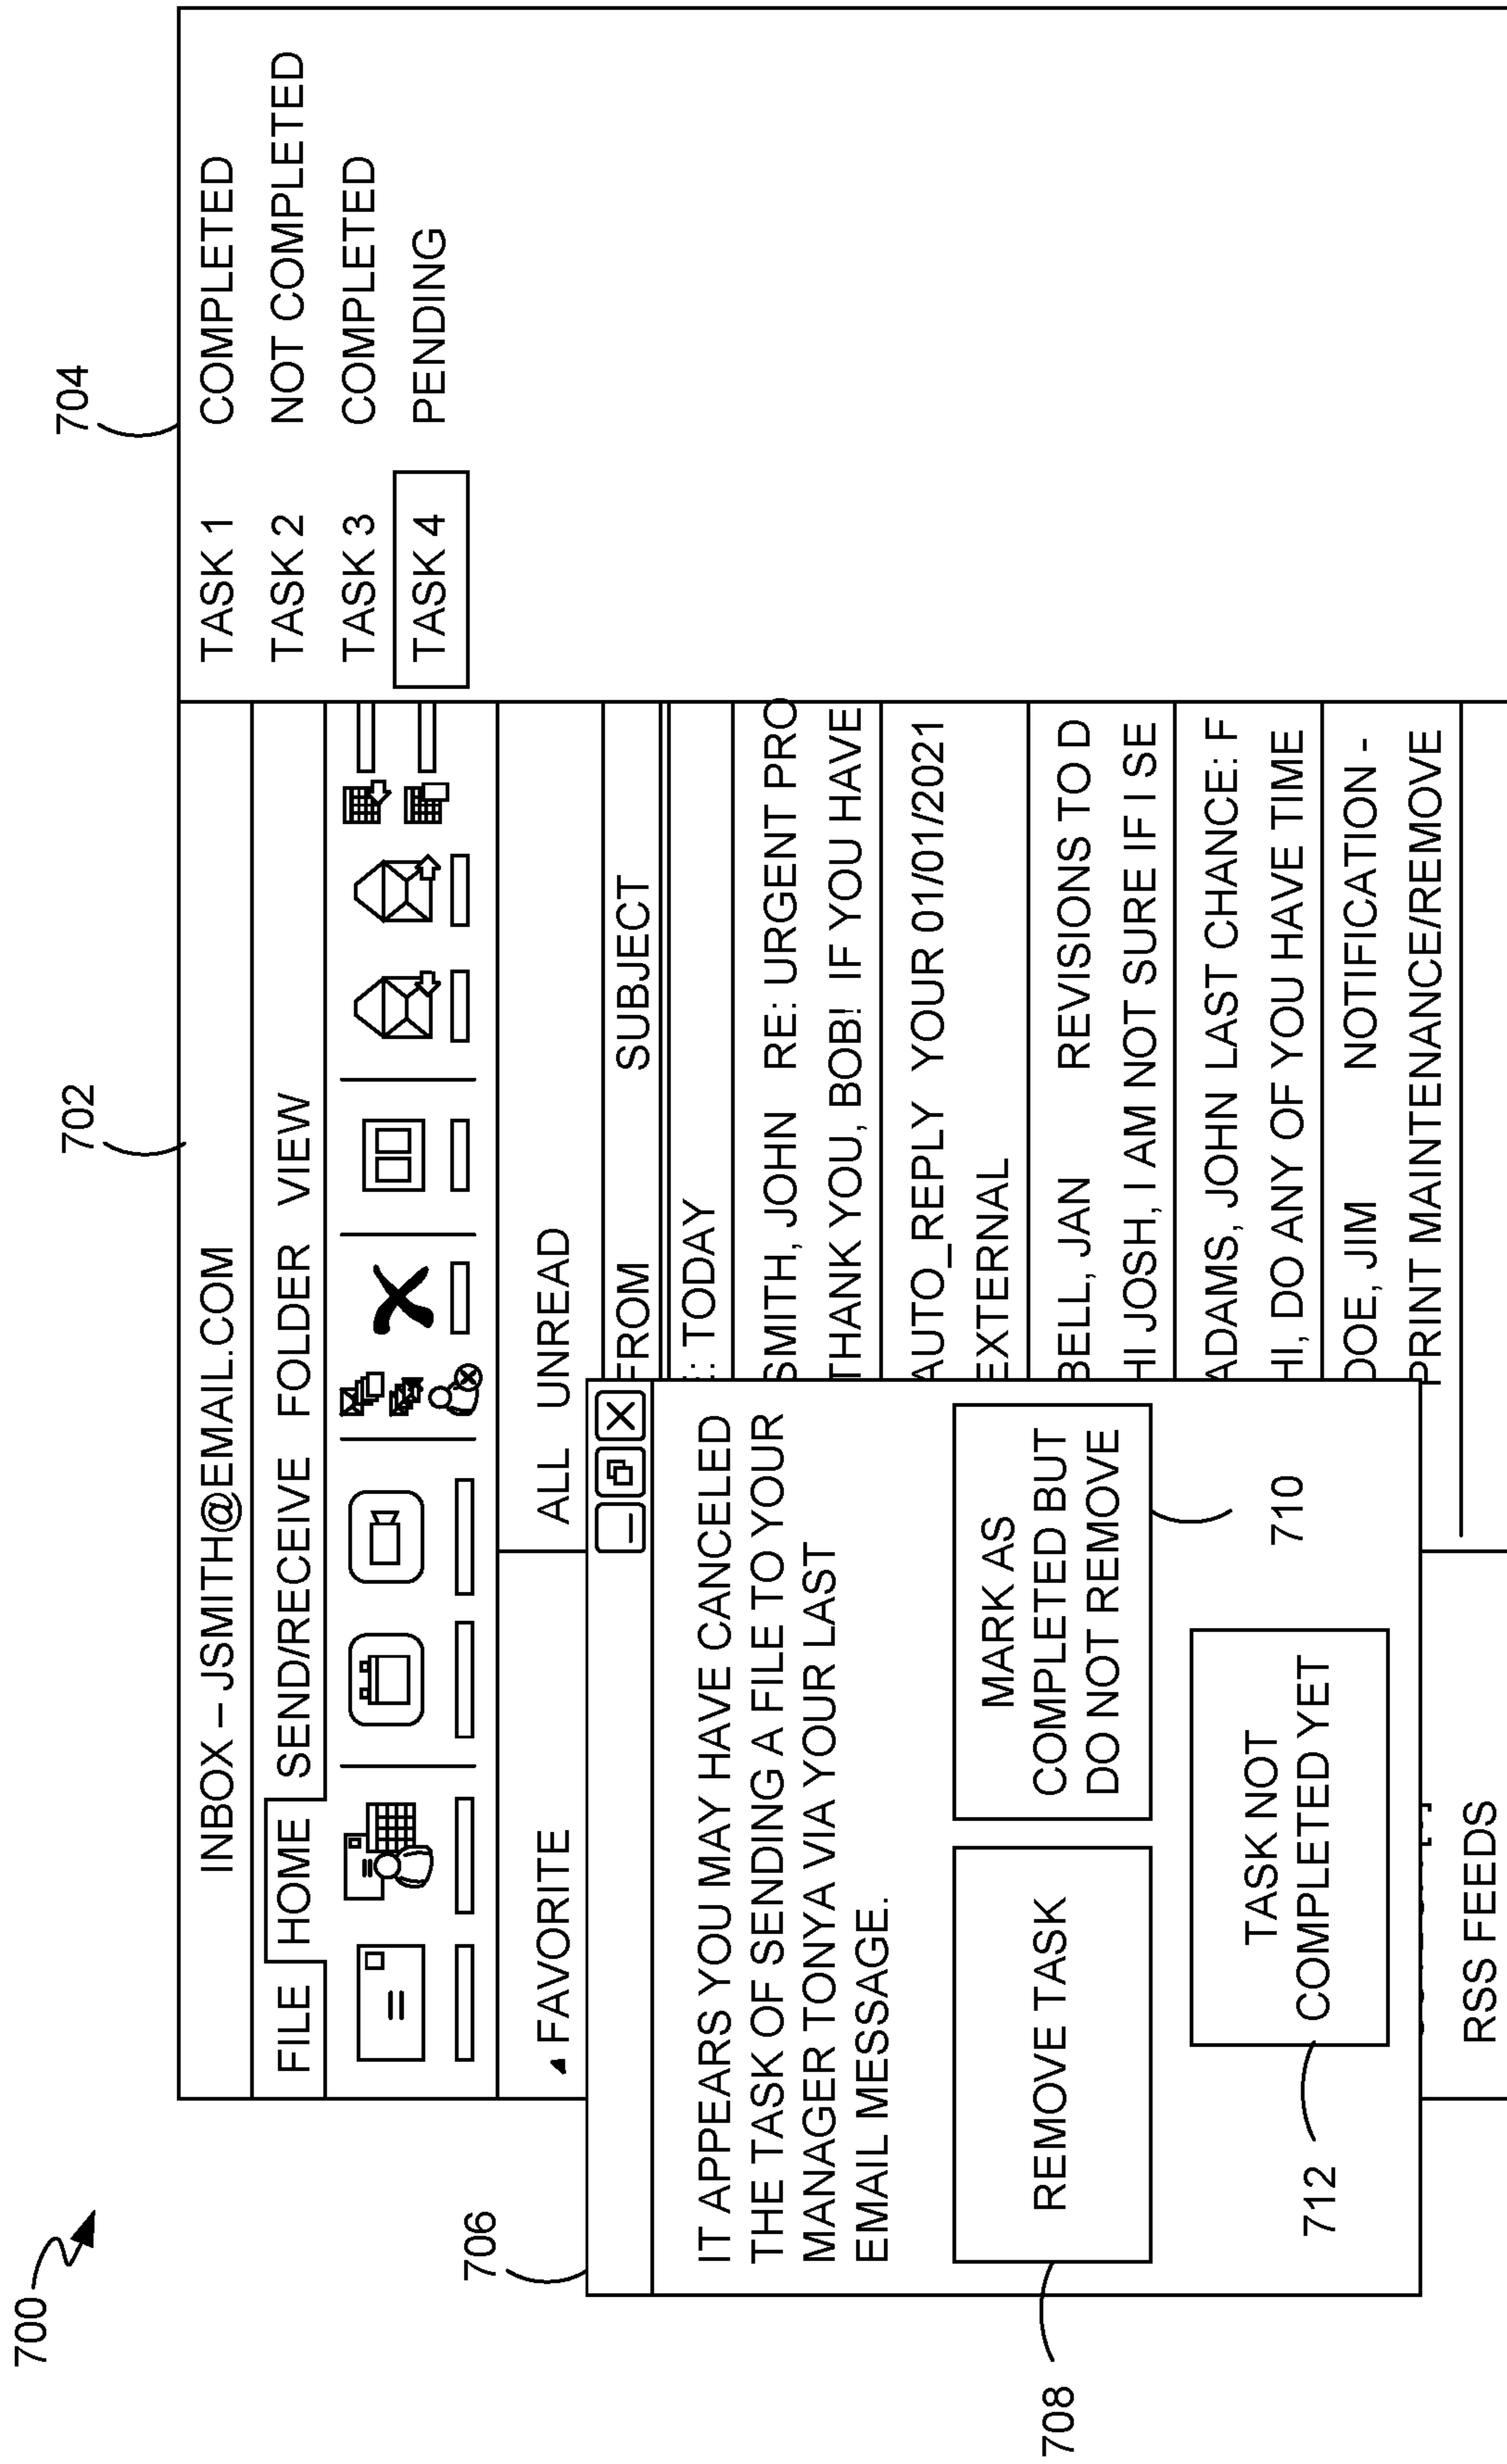 700
702
704
INBOX – JSMITH@EMAIL.COM
FILE HOME SEND/RECEIVE FOLDER VIEW
FAVORITE
ALL UNREAD
FROM SUBJECT
: TODAY
SMITH, JOHN RE: URGENT PRO
THANK YOU, BOB! IF YOU HAVE
AUTO_REPLY YOUR 01/01/2021
EXTERNAL
BELL, JAN REVISIONS TO D
HI JOSH, I AM NOT SURE IF I SE
ADAMS, JOHN LAST CHANCE: F
HI, DO ANY OF YOU HAVE TIME
DOE, JIM NOTIFICATION -
PRINT MAINTENANCE/REMOVE
RSS FEEDS
TASK 1 COMPLETED
TASK 2 NOT COMPLETED
TASK 3 COMPLETED
TASK 4 PENDING
706
IT APPEARS YOU MAY HAVE CANCELED
THE TASK OF SENDING A FILE TO YOUR
MANAGER TONYA VIA YOUR LAST
EMAIL MESSAGE.
REMOVE TASK
MARK AS
COMPLETED BUT
DO NOT REMOVE
TASK NOT
COMPLETED YET
708
710
712